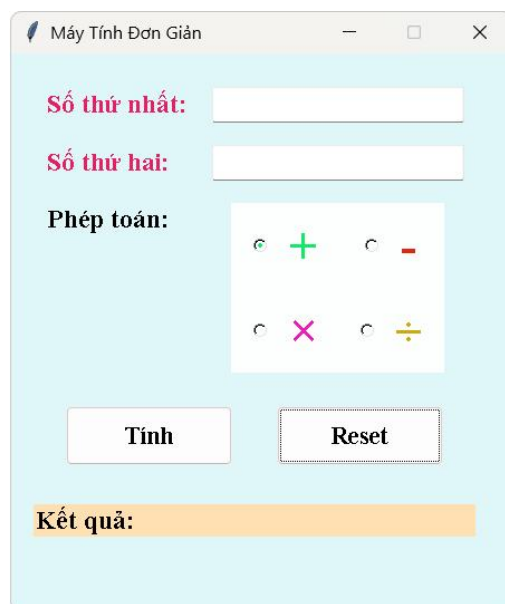 Máy Tính Đơn Giản
Số thứ nhất:
Số thứ hai:
Phép toán:
+ -
× ÷
Tính Reset
Kết quả: